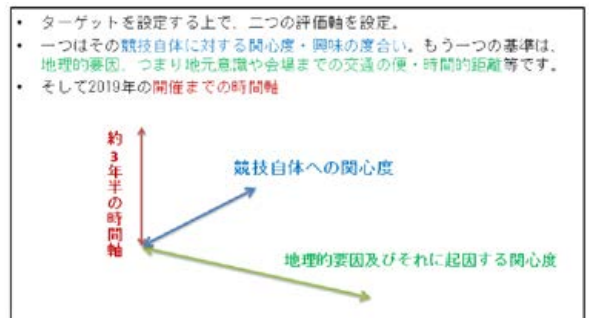 • ターゲットを設定する上で、二つの評価軸を設定。
• 一つはその競技自体に対する関心度・興味の度合い。もう一つの基準は、
地理的要因、つまり地元意識や会場までの交通の便・時間的距離等です。
• そして2019年の開催までの時間軸
約3年半の時間軸
競技自体への関心度
地理的要因及びそれに起因する関心度